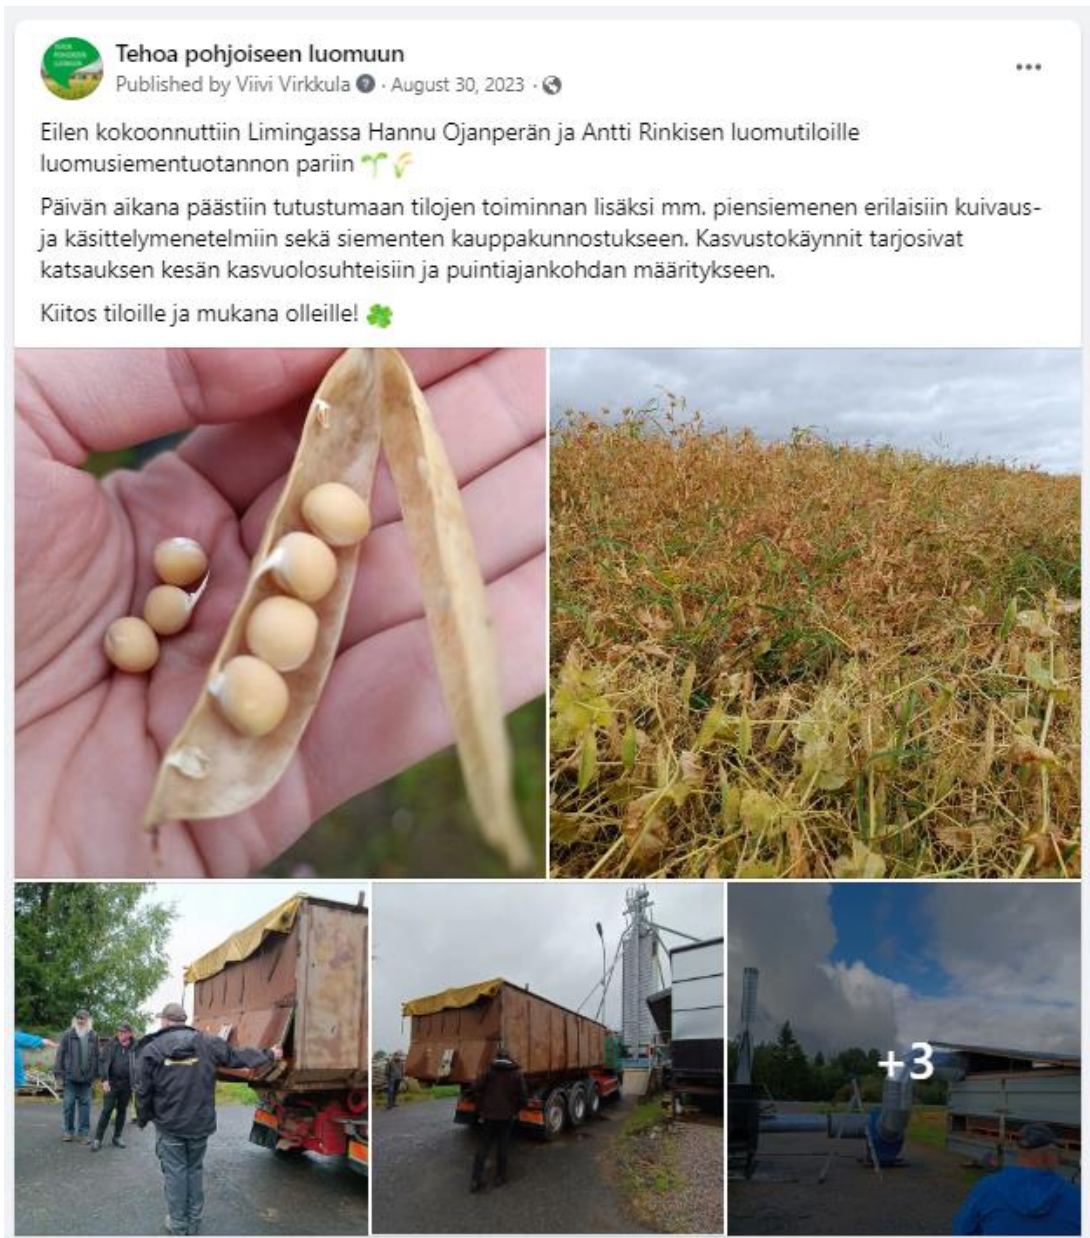 Tehoa pohjoiseen luomuun
Published by Viivi Virkkula · August 30, 2023 ·
Eilen kokoonnuttiin Limingassa Hannu Ojanperän ja Antti Rinkisen luomutiloille
luomusiementuotannon pariin 🌱🌾
Päivän aikana päästiin tutustumaan tilojen toiminnan lisäksi mm. piensiemenen erilaisiin kuivaus-
ja käsittelymenetelmiin sekä siementen kauppakunnostukseen. Kasvustokäynnit tarjosivat
katsauksen kesän kasvuolosuhteisiin ja puintiajankohdan määritykseen.
Kiitos tiloille ja mukana olleille! 🍀
+3